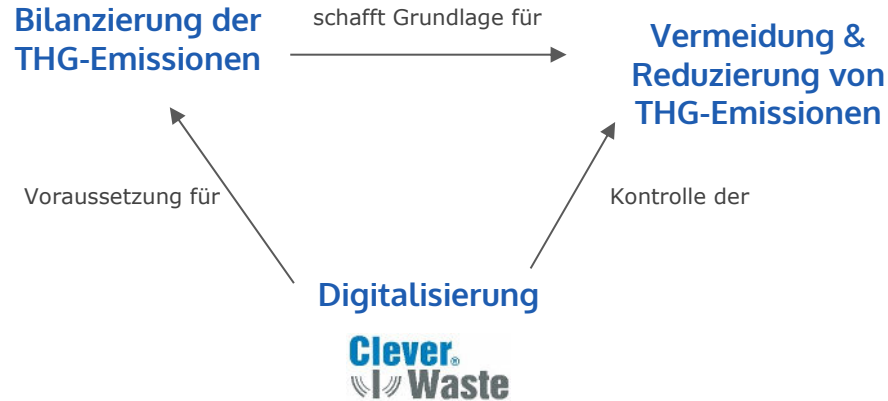 Bilanzierung der
THG-Emissionen
schafft Grundlage für
Vermeidung &
Reduzierung von
THG-Emissionen
Voraussetzung für
Kontrolle der
Digitalisierung
Clever®
Waste